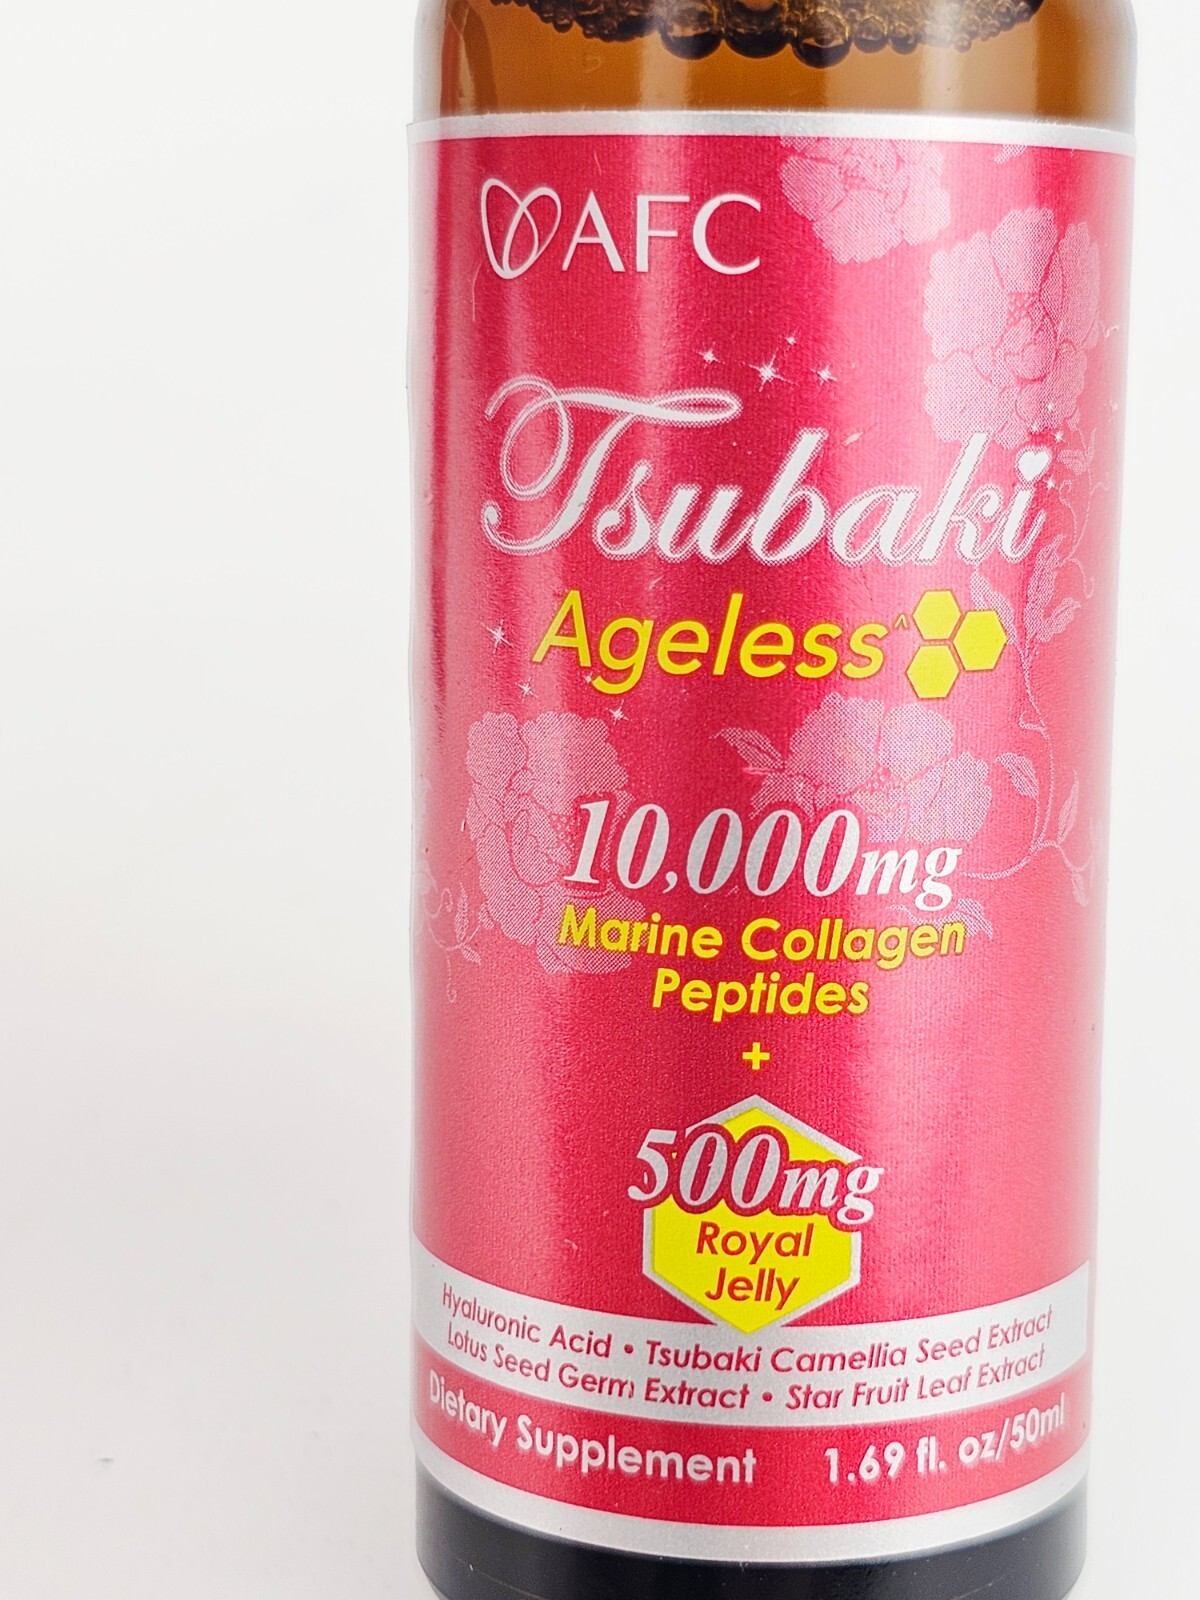 AFC
Tsubaki
Ageless^
10,000mg
Marine Collagen
Peptides
+
500mg
Royal
Jelly
Hyaluronic Acid • Tsubaki Camellia Seed Extract
Lotus Seed Germ Extract • Star Fruit Leaf Extract
Dietary Supplement 1.69 fl. oz/50ml